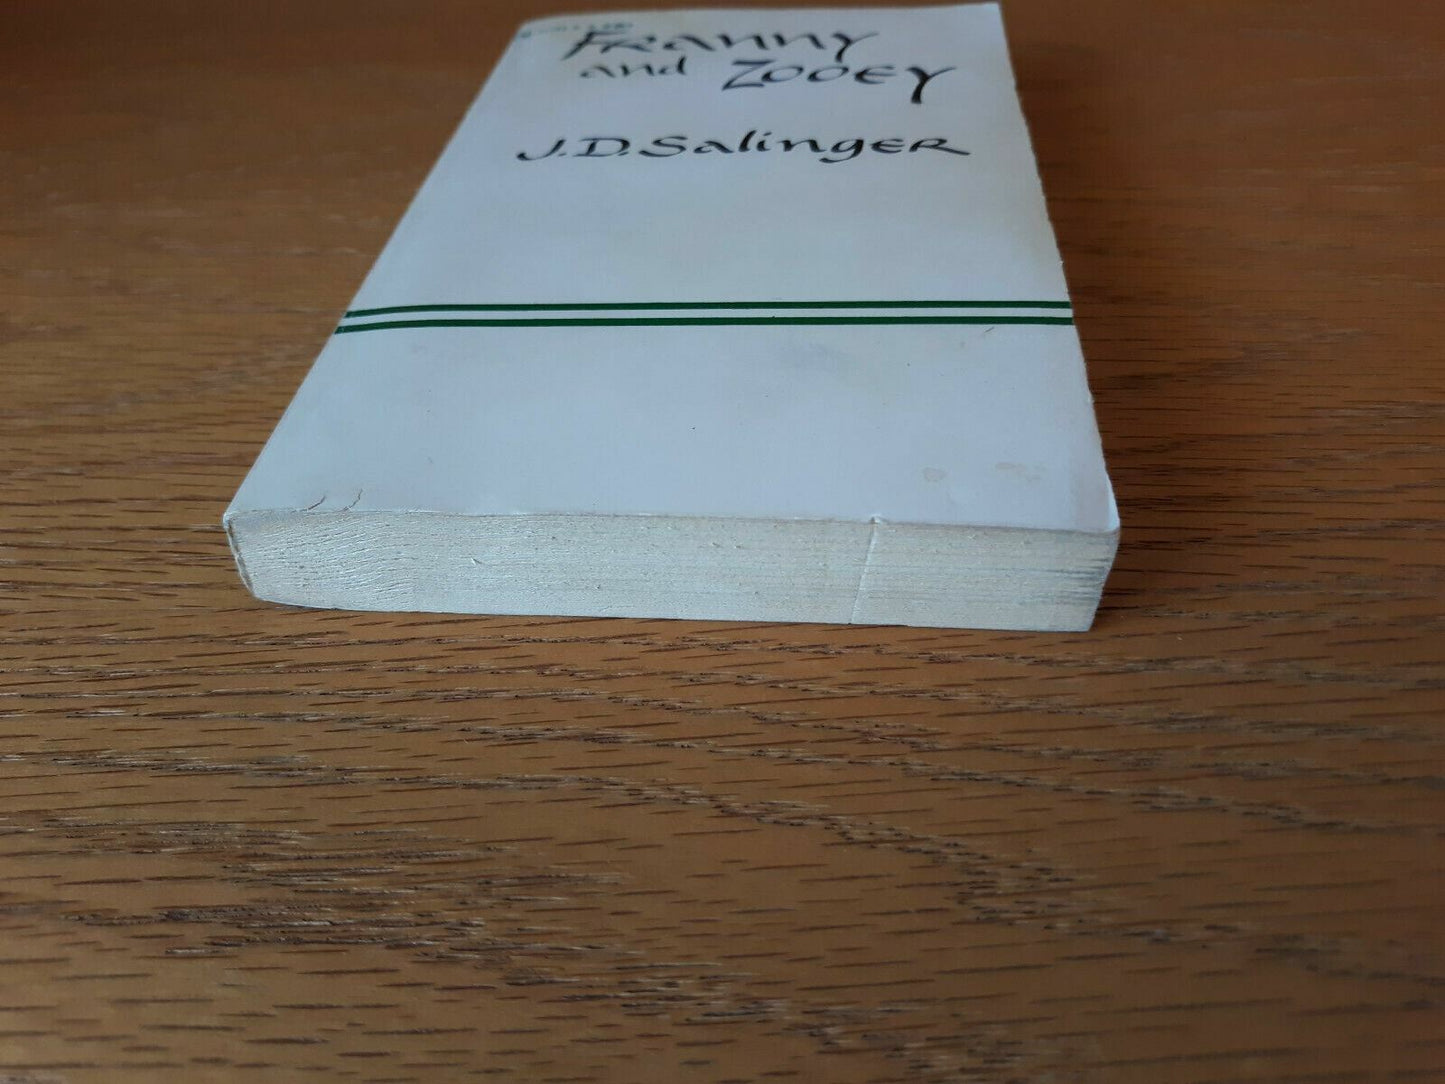 Franny
and Zooey
J.D. Salinger